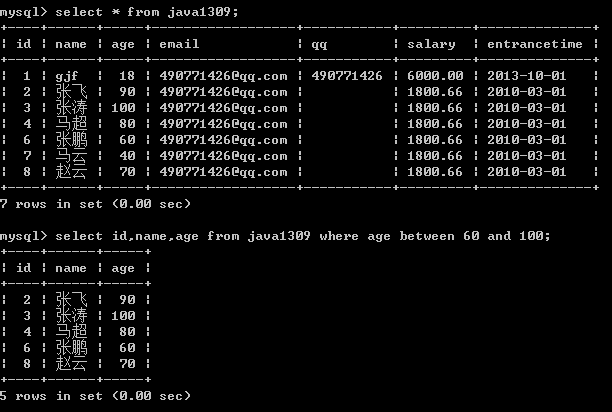 mysql> select * from java1309;
+----+------+-----+------------------+-----------+---------+--------------+
| id | name | age | email            | qq        | salary  | entrancetime |
+----+------+-----+------------------+-----------+---------+--------------+
| 1 | gjf | 18 | 490771426@qq.com | 490771426 | 6000.00 | 2013-10-01 |
| 2 | 张飞 | 90 | 490771426@qq.com | | 1800.66 | 2010-03-01 |
| 3 | 张涛 | 100 | 490771426@qq.com | | 1800.66 | 2010-03-01 |
| 4 | 马超 | 80 | 490771426@qq.com | | 1800.66 | 2010-03-01 |
| 6 | 张鹏 | 60 | 490771426@qq.com | | 1800.66 | 2010-03-01 |
| 7 | 马云 | 40 | 490771426@qq.com | | 1800.66 | 2010-03-01 |
| 8 | 赵云 | 70 | 490771426@qq.com | | 1800.66 | 2010-03-01 |
+----+------+-----+------------------+-----------+---------+--------------+
7 rows in set (0.00 sec)
mysql> select id,name,age from java1309 where age between 60 and 100;
+----+------+-----+
| id | name | age |
+----+------+-----+
| 2 | 张飞 | 90 |
| 3 | 张涛 | 100 |
| 4 | 马超 | 80 |
| 6 | 张鹏 | 60 |
| 8 | 赵云 | 70 |
+----+------+-----+
5 rows in set (0.00 sec)